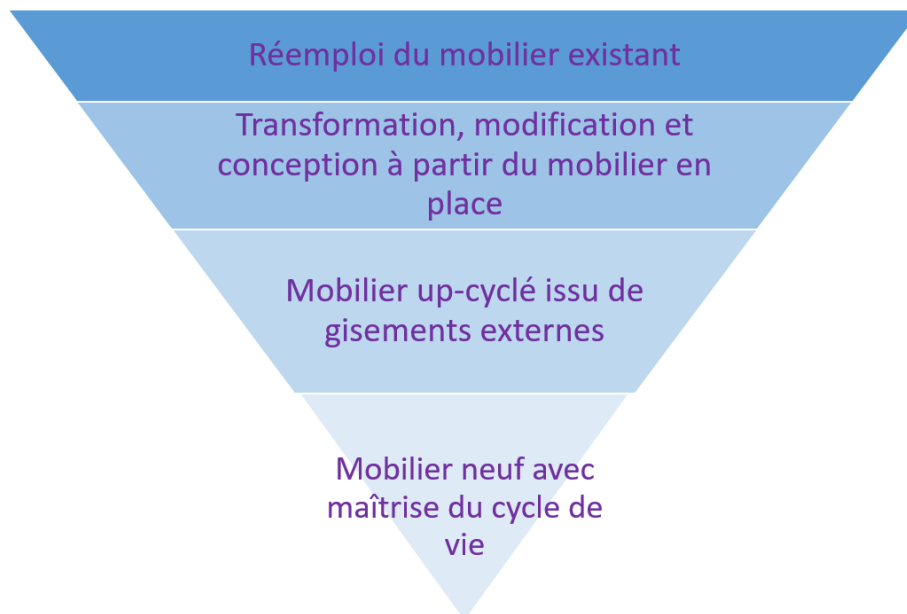 Réemploi du mobilier existant
Transformation, modification et
conception à partir du mobilier en
place
Mobilier up-cyclé issu de
gisements externes
Mobilier neuf avec
maîtrise du cycle de
vie